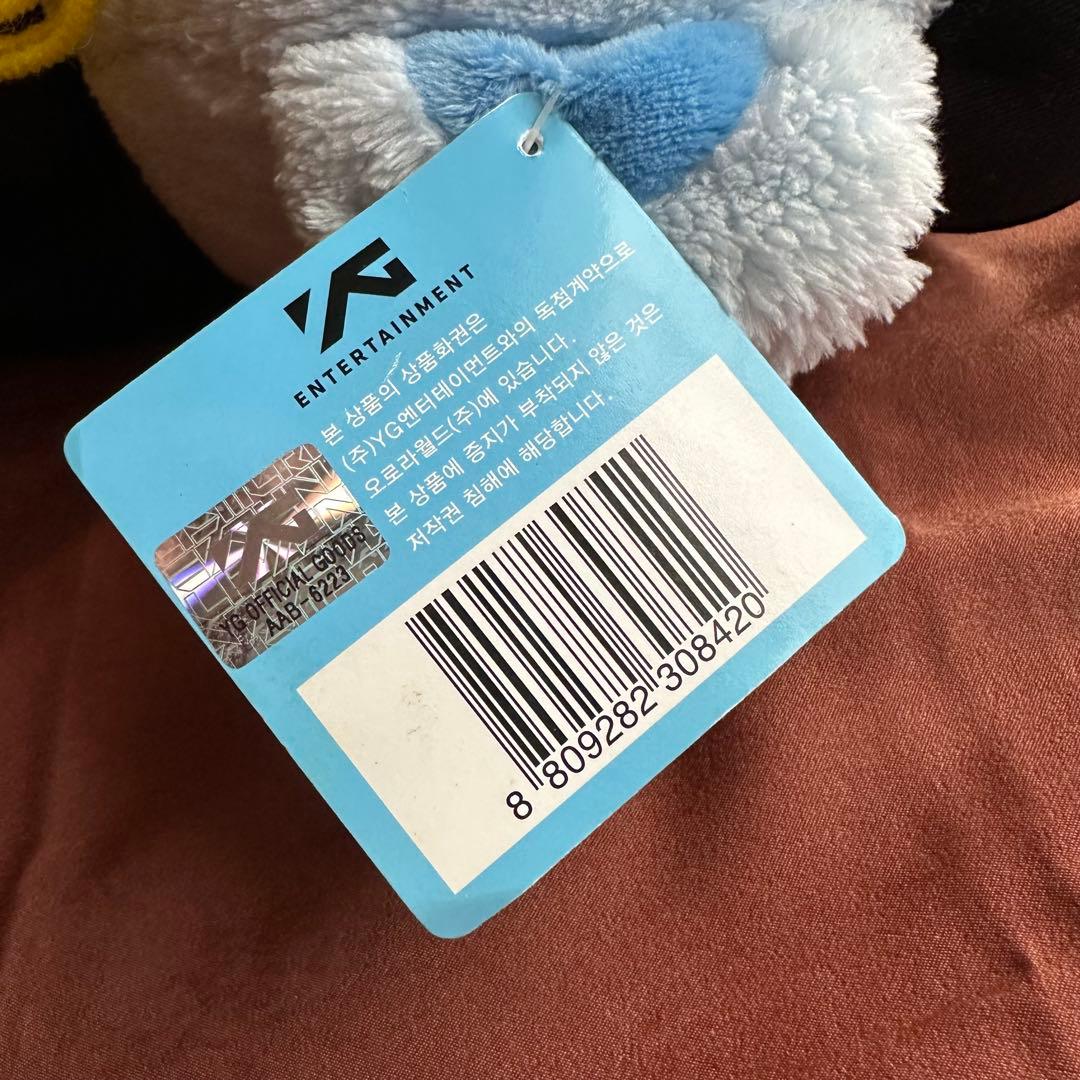 YG
ENTERTAINMENT
본 상품의 상품화권은
(주)YG엔터테이먼트와의 독점계약으로
오로라월드(주)에 있습니다.
본 상품에 증지가 부착되지 않은 것은
저작권 침해에 해당합니다.
YG OFFICIAL GOODS
AAB-6223
8 809282 308420